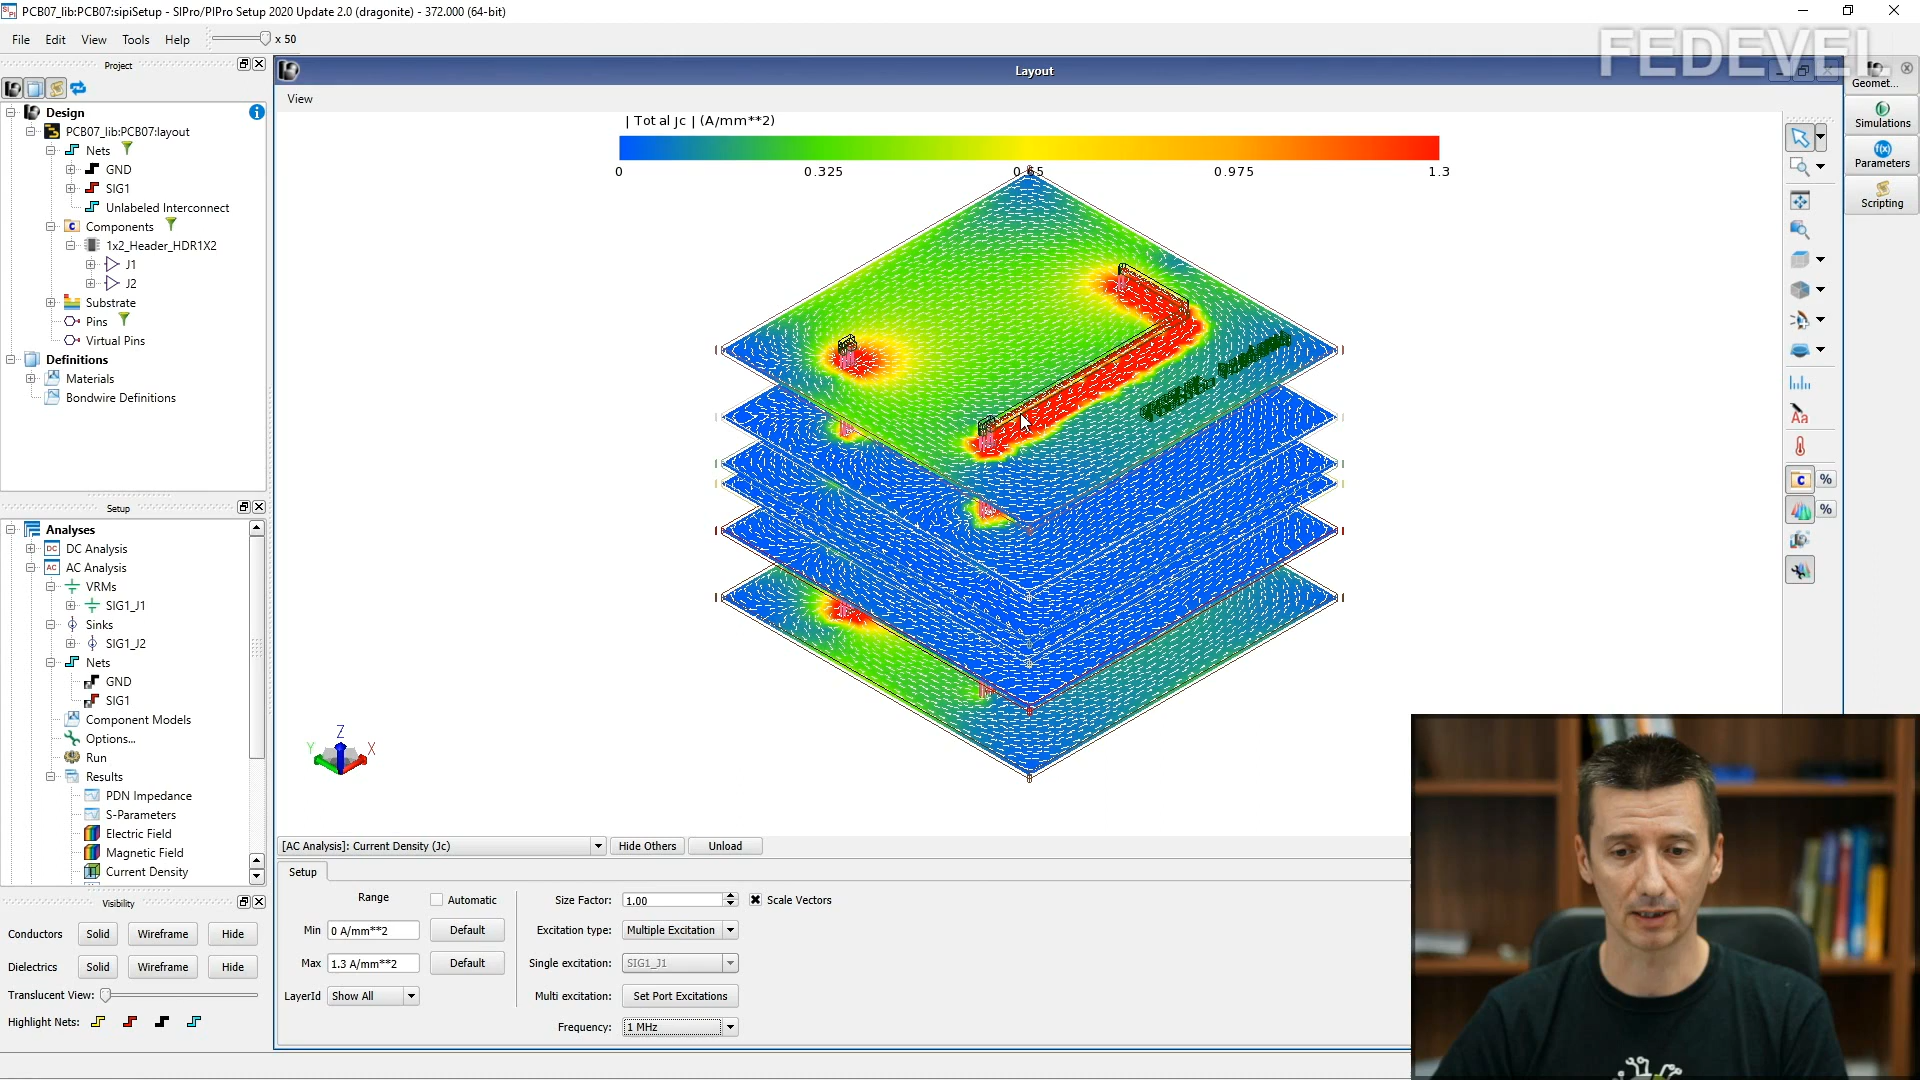 PCB07_lib:PCB07:sipiSetup - SIPro/PIPro Setup 2020 Update 2.0 (dragonite) - 372.000 (64-bit)
File Edit View Tools Help x 50
FEDEVEL
Project
Design
PCB07_lib:PCB07:layout
Nets
GND
SIG1
Unlabeled Interconnect
Components
1x2_Header_HDR1X2
J1
J2
Substrate
Pins
Virtual Pins
Definitions
Materials
Bondwire Definitions
Setup
Analyses
DC Analysis
AC Analysis
VRMs
SIG1_J1
Sinks
SIG1_J2
Nets
GND
SIG1
Component Models
Options...
Run
Results
PDN Impedance
S-Parameters
Electric Field
Magnetic Field
Current Density
Visibility
Conductors Solid Wireframe Hide
Dielectrics Solid Wireframe Hide
Translucent View:
Highlight Nets:
Layout
View
| Total Jc | (A/mm**2)
0 0.325 0.65 0.975 1.3
Z
Y X
[AC Analysis]: Current Density (Jc) Hide Others Unload
Setup
Range Automatic
Min 0 A/mm**2 Default
Max 1.3 A/mm**2 Default
LayerId Show All
Size Factor: 1.00 Scale Vectors
Excitation type: Multiple Excitation
Single excitation: SIG1_J1
Multi excitation: Set Port Excitations
Frequency: 1 MHz
Geomet...
Simulations
f(x)
Parameters
Scripting
Aa
C %
%